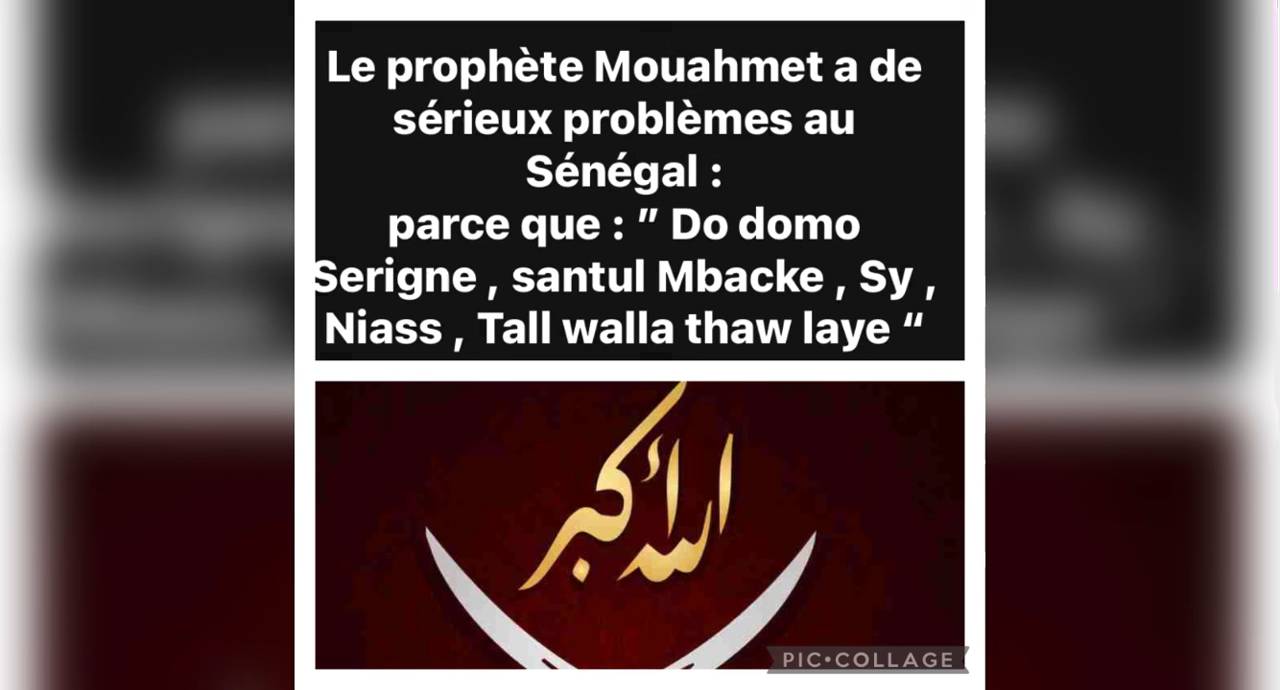 Le prophète Mouahmet a de
sérieux problèmes au
Sénégal :
parce que : ” Do domo
Serigne , santul Mbacke , Sy ,
Niass , Tall walla thaw laye “
الله أكبر
PIC•COLLAGE